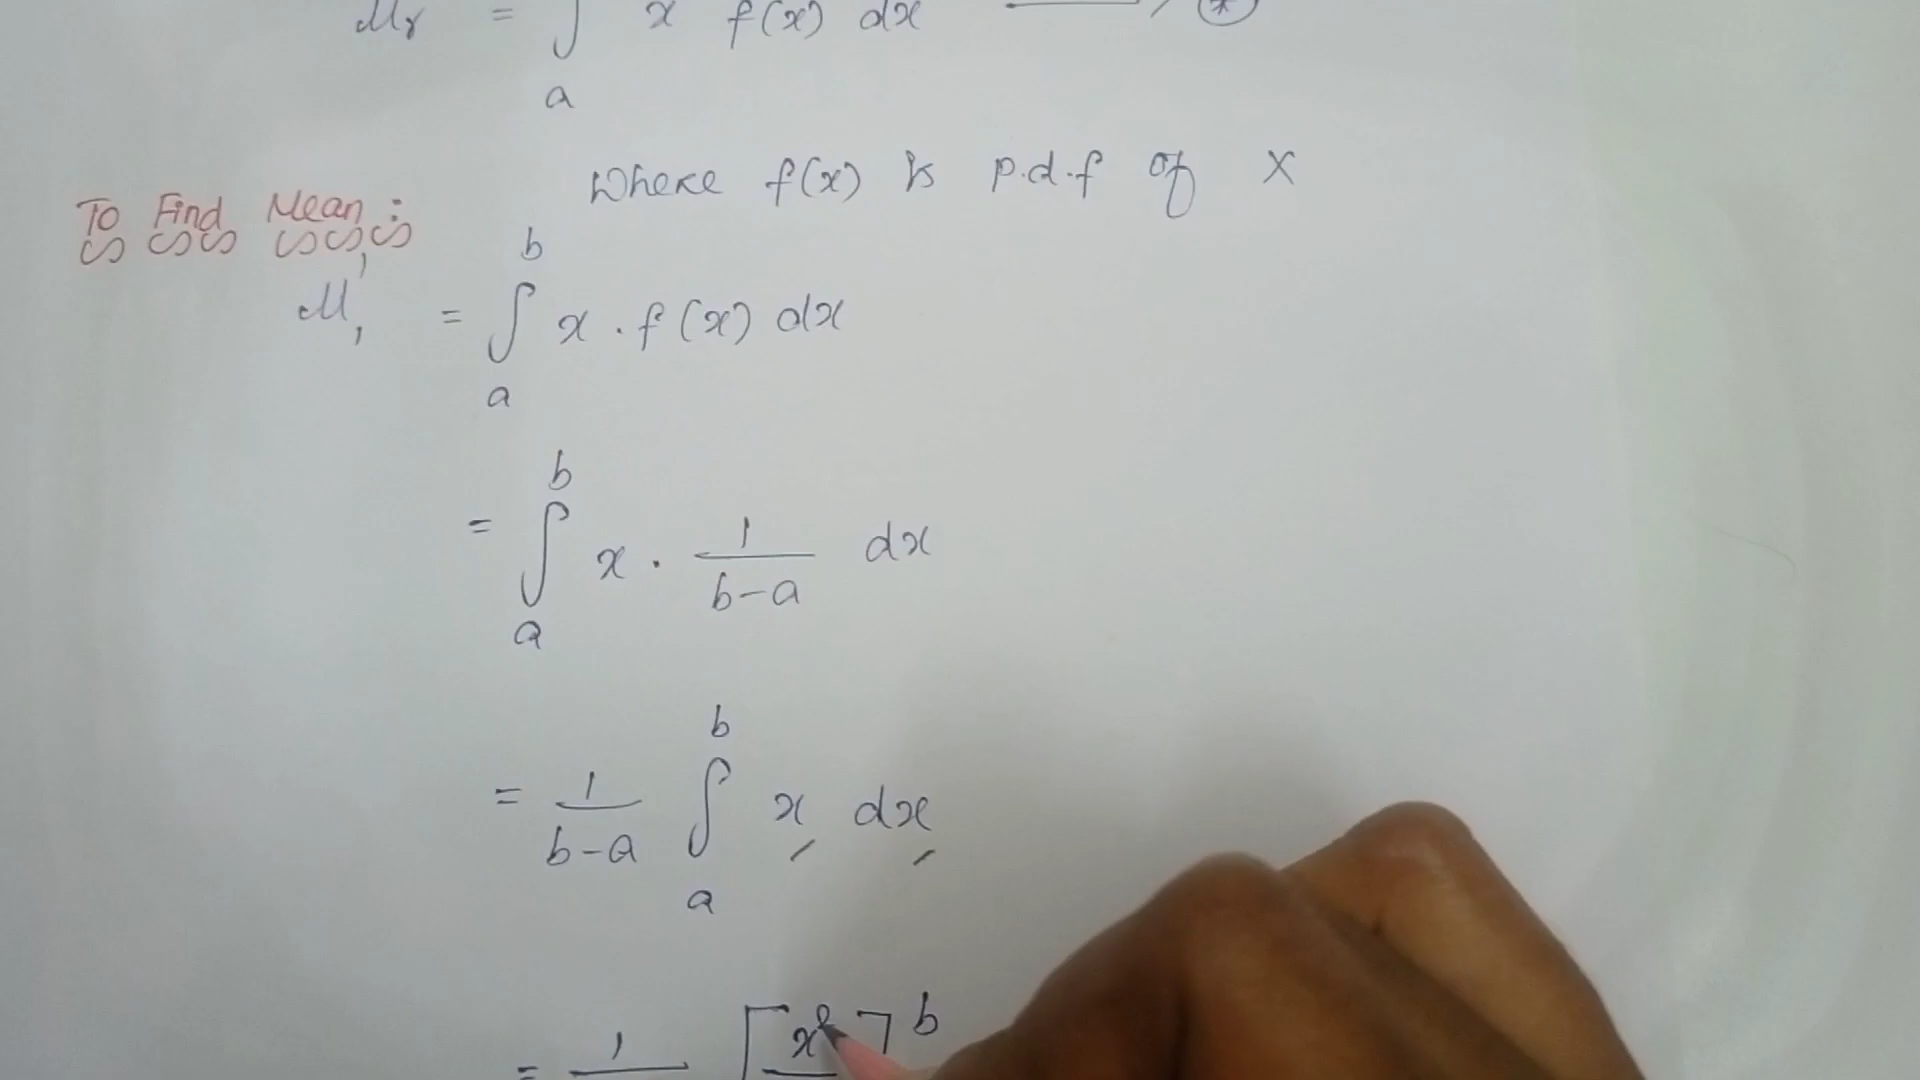 μr = ∫ x f(x) dx → *
a
where f(x) is p.d.f of X
To Find Mean :
b
μ₁' = ∫ x . f(x) dx
a
b
= ∫ x . 1/(b-a) dx
a
b
= 1/(b-a) ∫ x dx
a
= 1 [x² ] b